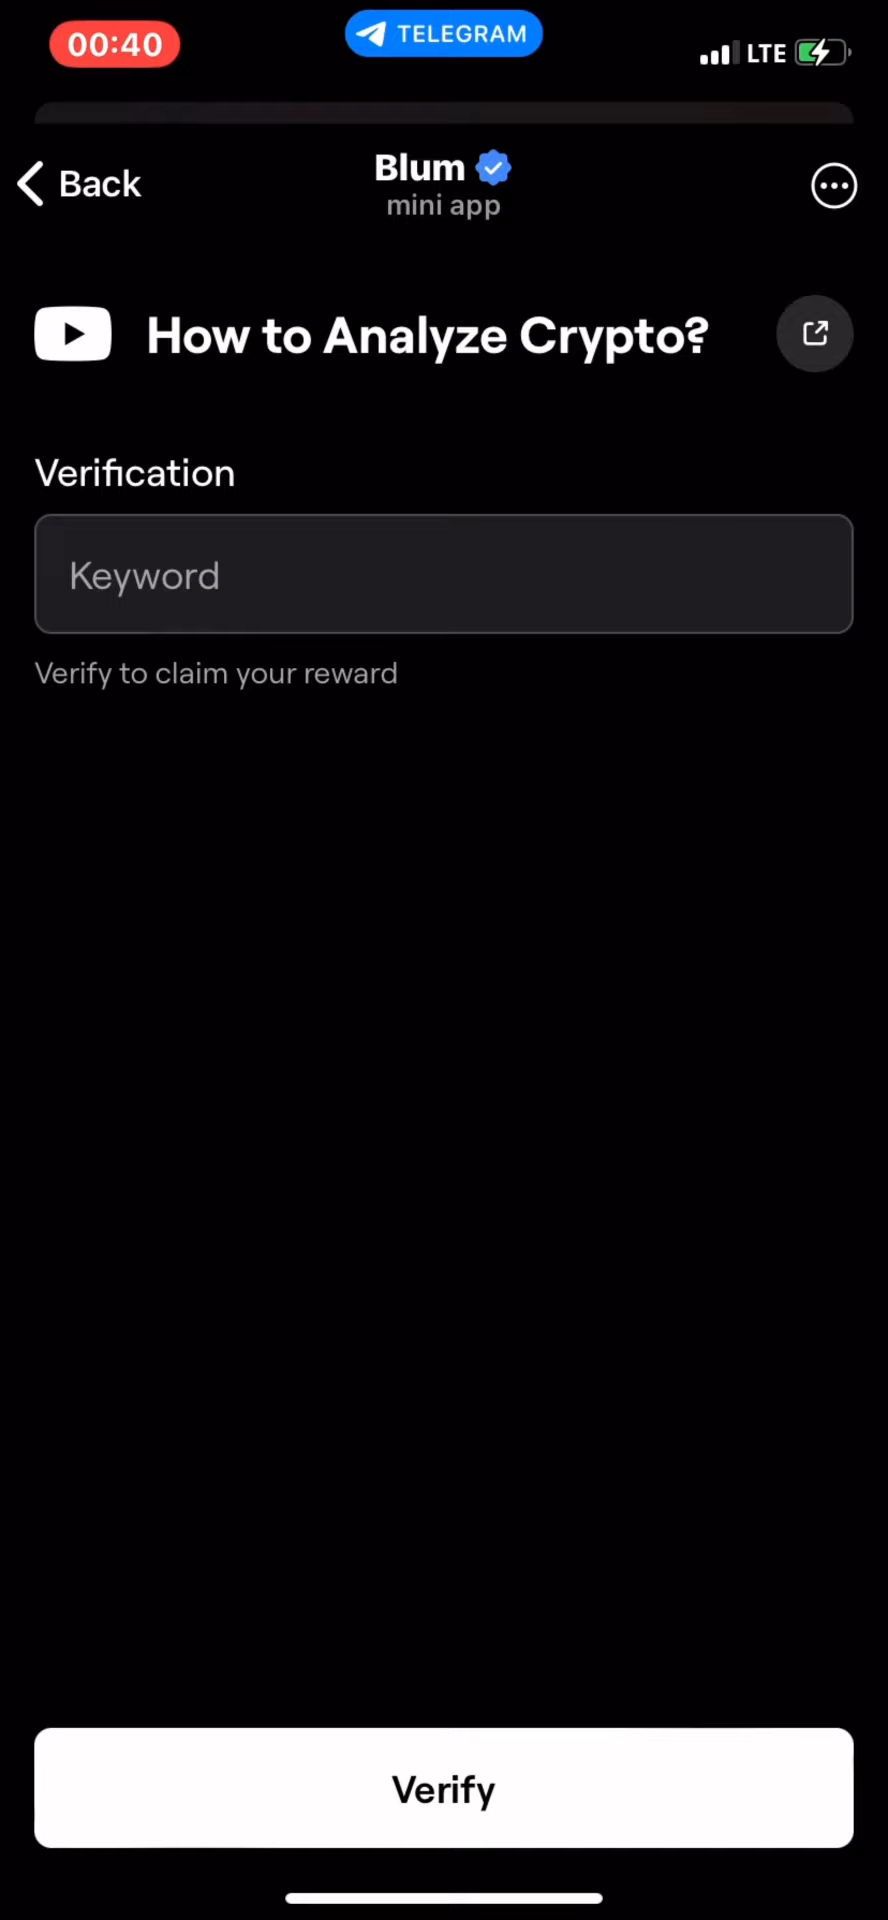 00:40
TELEGRAM
LTE
Back
Blum
mini app
How to Analyze Crypto?
Verification
Keyword
Verify to claim your reward
Verify